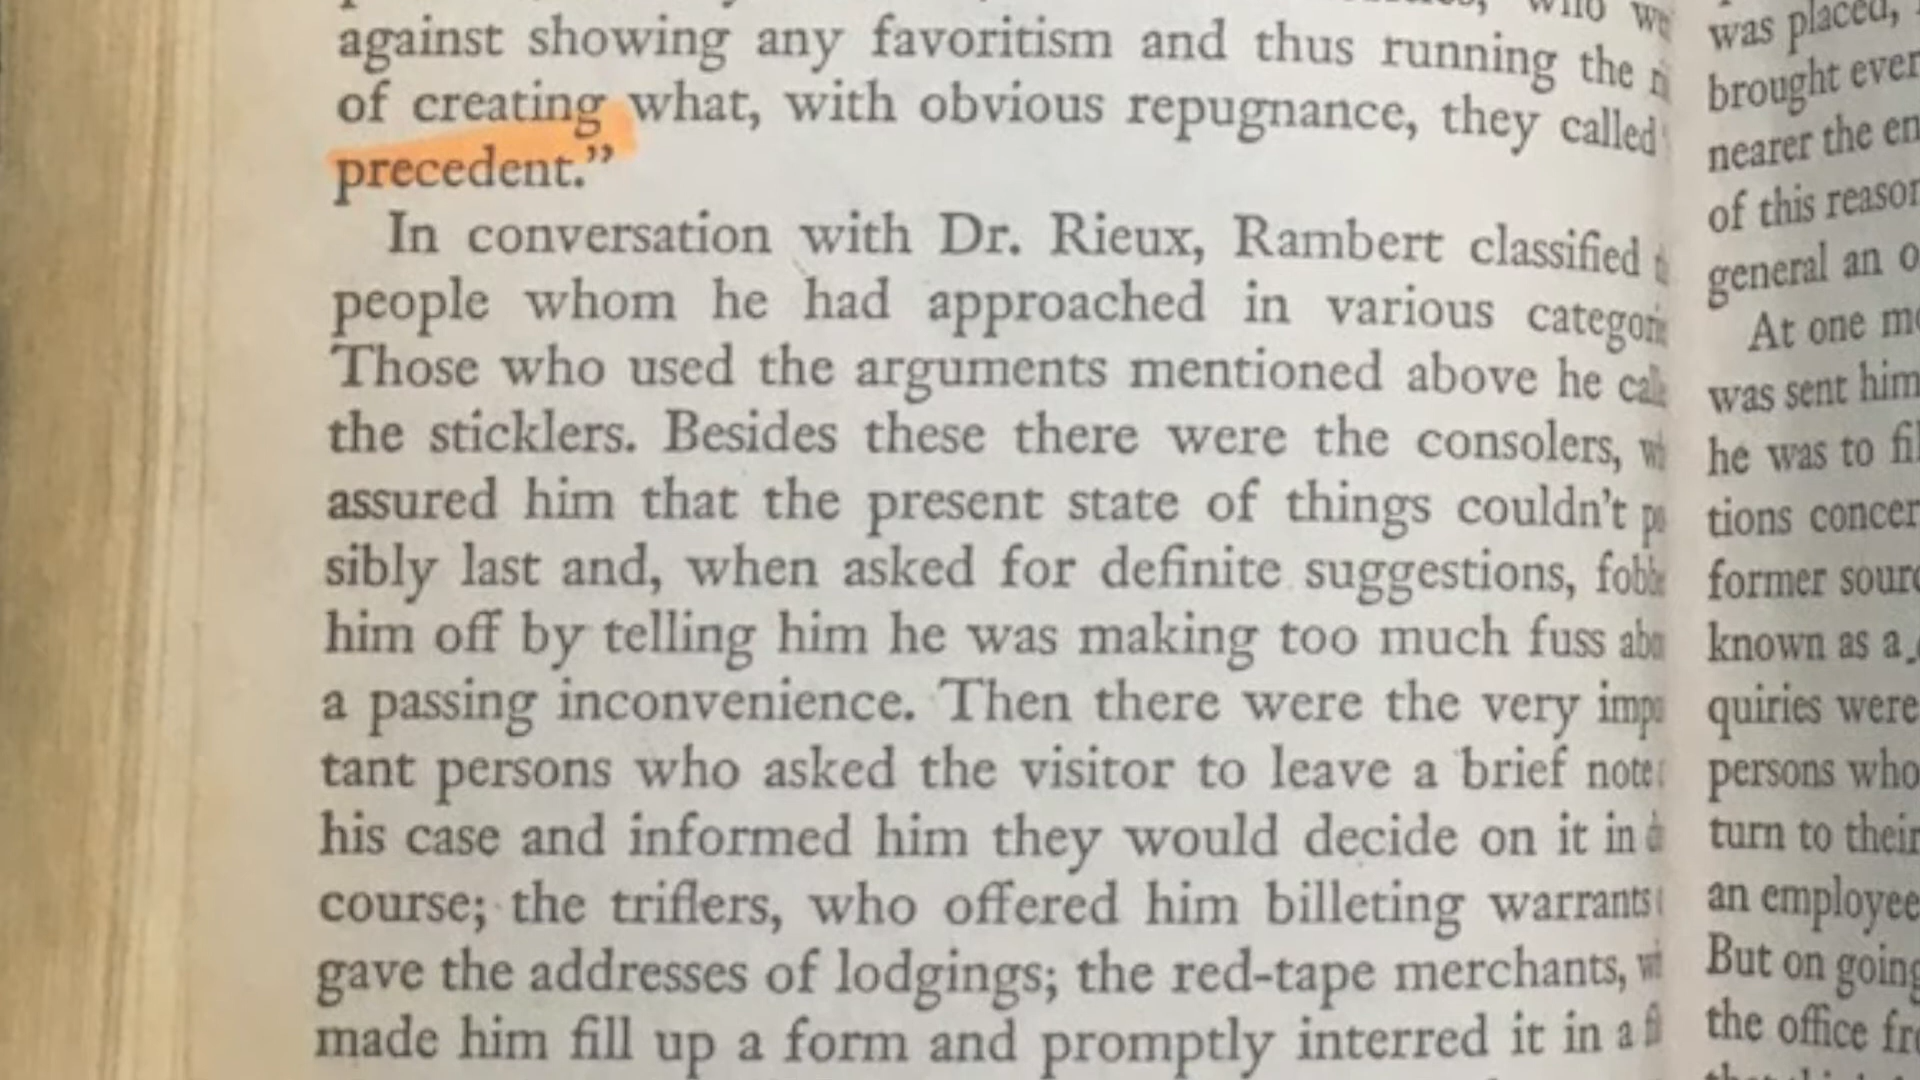 against showing any favoritism and thus running the
of creating what, with obvious repugnance, they called
precedent.”
In conversation with Dr. Rieux, Rambert classified
people whom he had approached in various
Those who used the arguments mentioned above he
the sticklers. Besides these there were the consolers,
assured him that the present state of things couldn’t
sibly last and, when asked for definite suggestions,
him off by telling him he was making too much fuss
a passing inconvenience. Then there were the very
tant persons who asked the visitor to leave a brief note
his case and informed him they would decide on it in
course; the triflers, who offered him billeting warrants
gave the addresses of lodgings; the red-tape merchants,
made him fill up a form and promptly interred it in a
was placed,
brought
nearer the
of this
general an
At one
was sent him
he was to
tions
former
known as a
quiries were
persons who
turn to their
an employee
But on going
the office